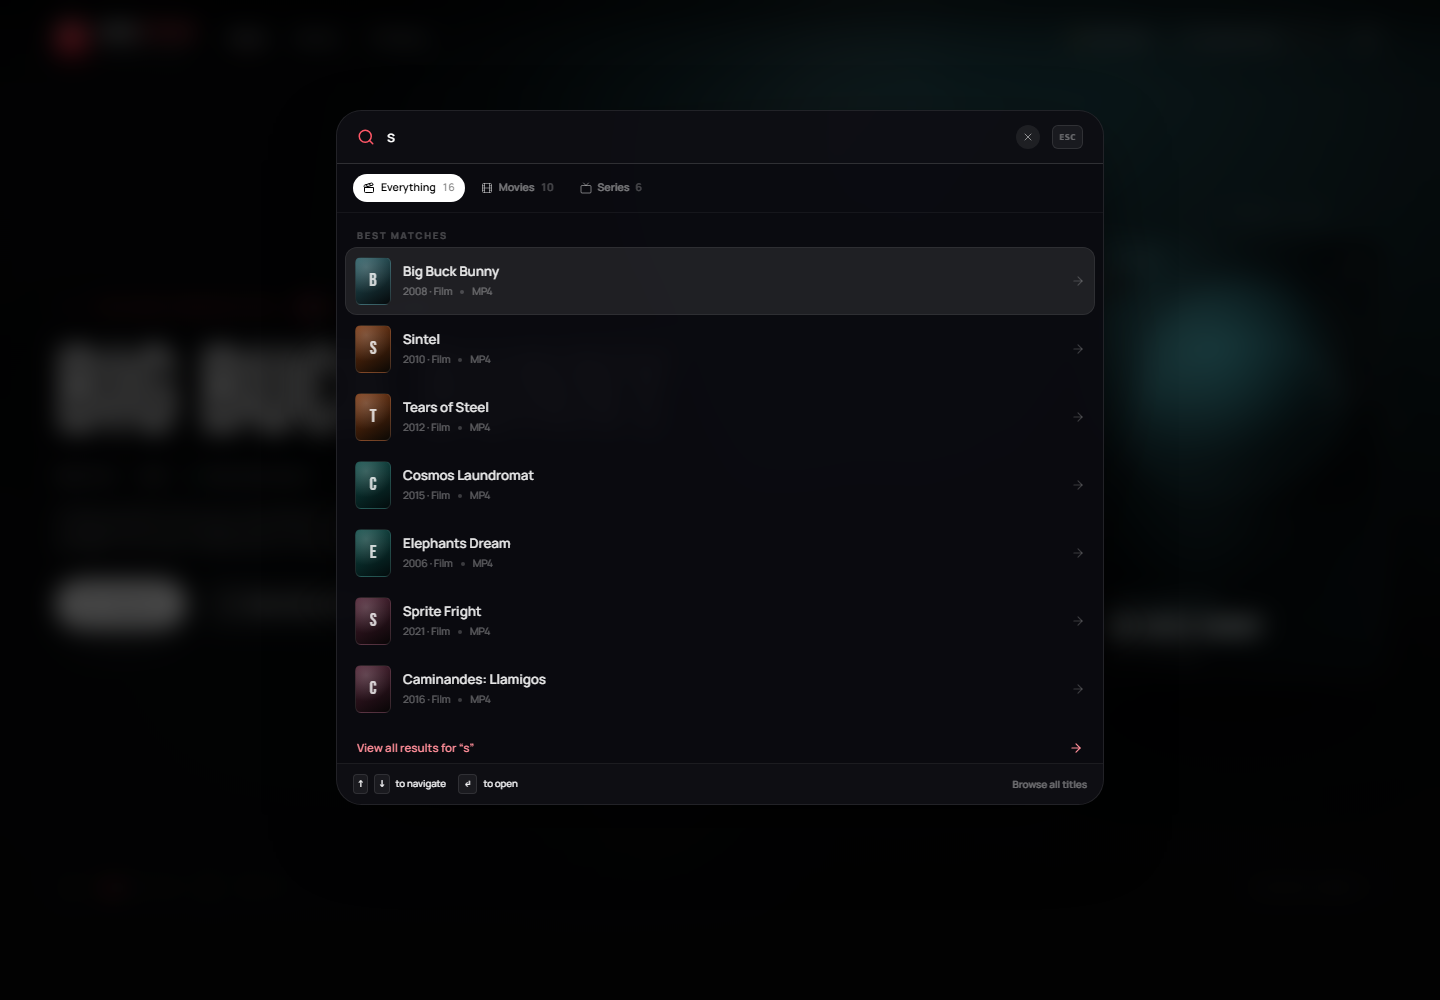 s
ESC
Everything 16 Movies 10 Series 6
BEST MATCHES
B
Big Buck Bunny
2008 · Film • MP4
S
Sintel
2010 · Film • MP4
T
Tears of Steel
2012 · Film • MP4
C
Cosmos Laundromat
2015 · Film • MP4
E
Elephants Dream
2006 · Film • MP4
S
Sprite Fright
2021 · Film • MP4
C
Caminandes: Llamigos
2016 · Film • MP4
View all results for “s”
↑ ↓ to navigate ↵ to open Browse all titles